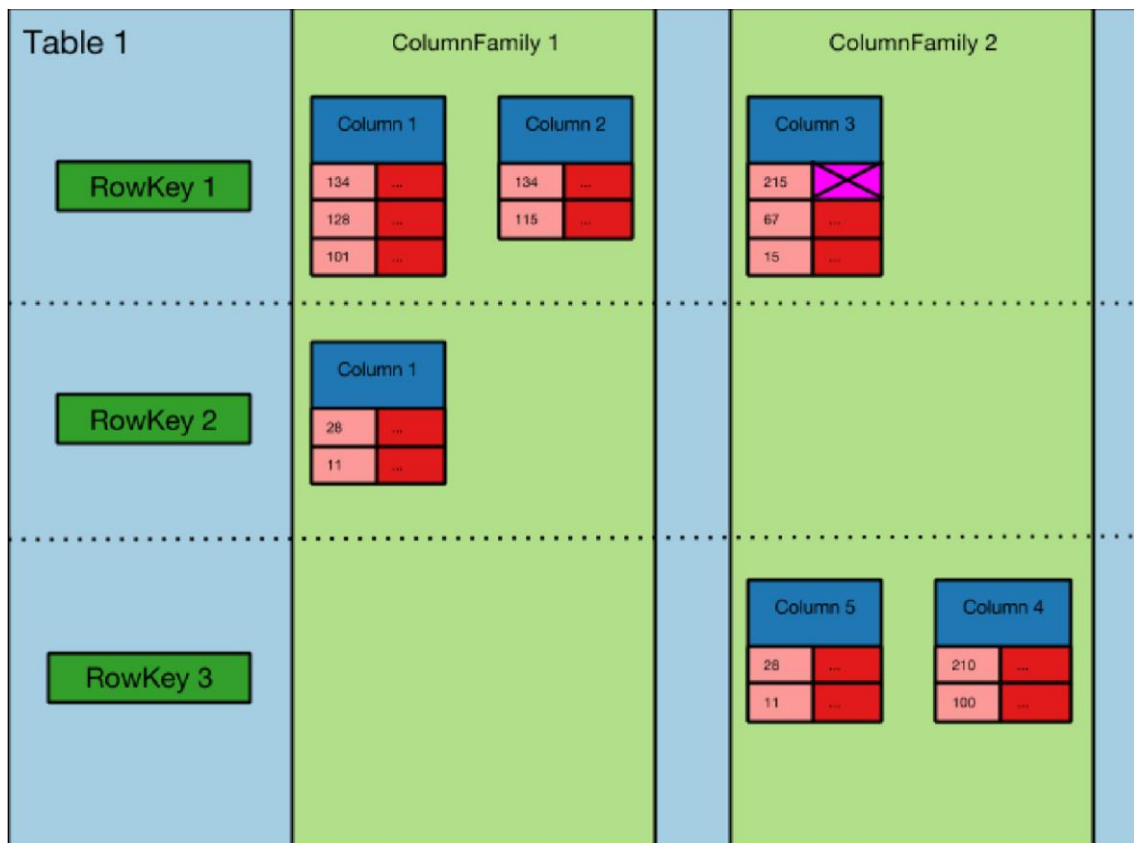 Table 1
ColumnFamily 1
ColumnFamily 2
RowKey 1
Column 1
134 ...
128 ...
101 ...
Column 2
134 ...
115 ...
Column 3
215
67 ...
15 ...
RowKey 2
Column 1
28 ...
11 ...
RowKey 3
Column 5
28 ...
11 ...
Column 4
210 ...
100 ...